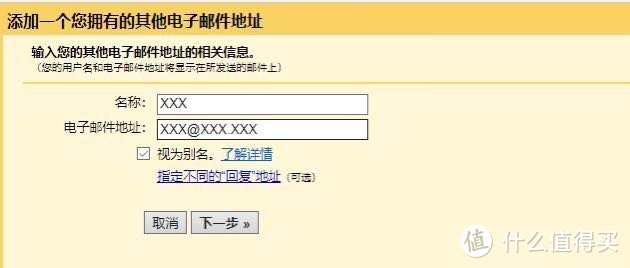 添加一个您拥有的其他电子邮件地址
输入您的其他电子邮件地址的相关信息。
(您的用户名和电子邮件地址将显示在所发送的邮件上)
名称: XXX
电子邮件地址: XXX@XXX.XXX
视为别名。了解详情
指定不同的“回复”地址 (可选)
取消 下一步 »
值 什么值得买